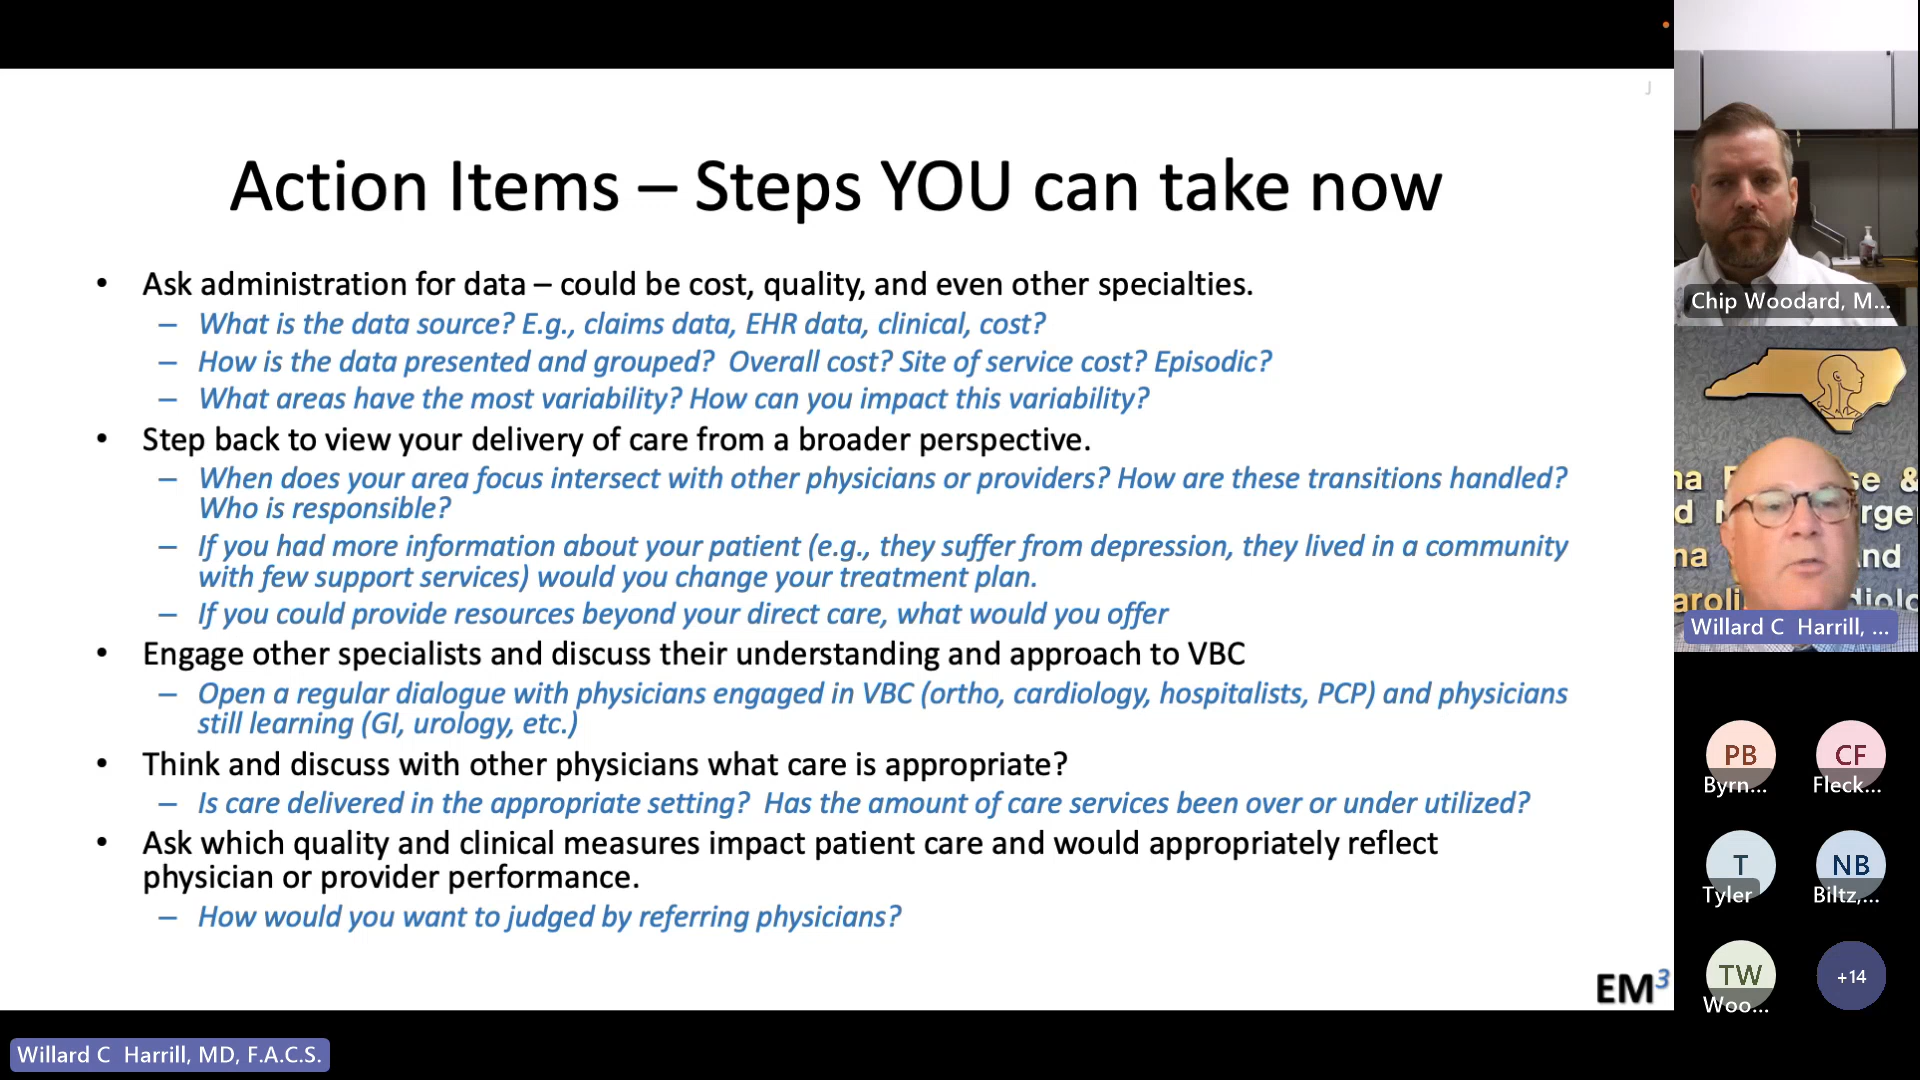 Action Items – Steps YOU can take now
• Ask administration for data – could be cost, quality, and even other specialties.
– What is the data source? E.g., claims data, EHR data, clinical, cost?
– How is the data presented and grouped? Overall cost? Site of service cost? Episodic?
– What areas have the most variability? How can you impact this variability?
• Step back to view your delivery of care from a broader perspective.
– When does your area focus intersect with other physicians or providers? How are these transitions handled?
Who is responsible?
– If you had more information about your patient (e.g., they suffer from depression, they lived in a community
with few support services) would you change your treatment plan.
– If you could provide resources beyond your direct care, what would you offer
• Engage other specialists and discuss their understanding and approach to VBC
– Open a regular dialogue with physicians engaged in VBC (ortho, cardiology, hospitalists, PCP) and physicians
still learning (GI, urology, etc.)
• Think and discuss with other physicians what care is appropriate?
– Is care delivered in the appropriate setting? Has the amount of care services been over or under utilized?
• Ask which quality and clinical measures impact patient care and would appropriately reflect
physician or provider performance.
– How would you want to judged by referring physicians?
EM³
Willard C Harrill, MD, F.A.C.S.
J
Chip Woodard, M...
Willard C Harrill, ...
PB
Byrn...
CF
Fleck...
T
Tyler
NB
Biltz,...
TW
Woo...
+14